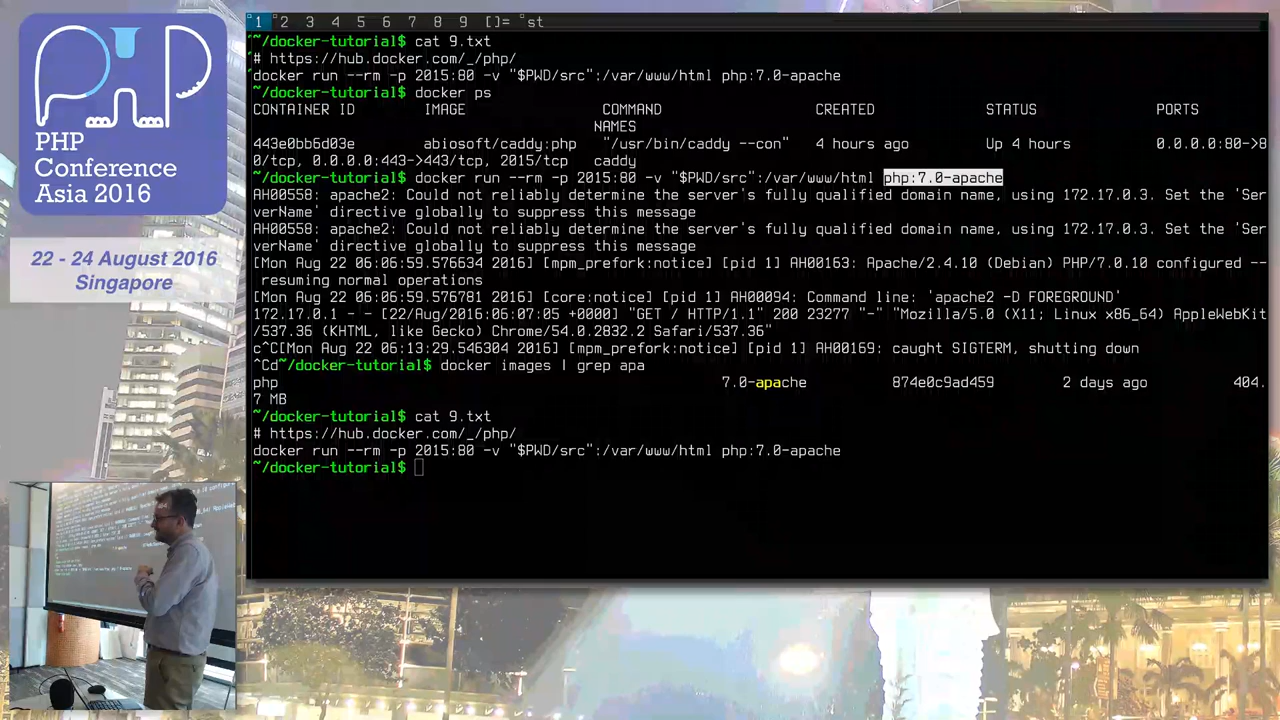 PHP
Conference
Asia 2016
22 - 24 August 2016
Singapore
1 2 3 4 5 6 7 8 9 []= st
~/docker-tutorial$ cat 9.txt
# https://hub.docker.com/_/php/
docker run --rm -p 2015:80 -v "$PWD/src":/var/www/html php:7.0-apache
~/docker-tutorial$ docker ps
CONTAINER ID IMAGE COMMAND CREATED STATUS PORTS
NAMES
443e0bb6d03e abiosoft/caddy:php "/usr/bin/caddy --con" 4 hours ago Up 4 hours 0.0.0.0:80->8
0/tcp, 0.0.0.0:443->443/tcp, 2015/tcp caddy
~/docker-tutorial$ docker run --rm -p 2015:80 -v "$PWD/src":/var/www/html php:7.0-apache
AH00558: apache2: Could not reliably determine the server's fully qualified domain name, using 172.17.0.3. Set the 'Ser
verName' directive globally to suppress this message
AH00558: apache2: Could not reliably determine the server's fully qualified domain name, using 172.17.0.3. Set the 'Ser
verName' directive globally to suppress this message
[Mon Aug 22 06:06:59.576634 2016] [mpm_prefork:notice] [pid 1] AH00163: Apache/2.4.10 (Debian) PHP/7.0.10 configured --
resuming normal operations
[Mon Aug 22 06:06:59.576781 2016] [core:notice] [pid 1] AH00094: Command line: 'apache2 -D FOREGROUND'
172.17.0.1 - - [22/Aug/2016:06:07:05 +0000] "GET / HTTP/1.1" 200 23277 "-" "Mozilla/5.0 (X11; Linux x86_64) AppleWebKit
/537.36 (KHTML, like Gecko) Chrome/54.0.2832.2 Safari/537.36"
c^C[Mon Aug 22 06:13:29.546304 2016] [mpm_prefork:notice] [pid 1] AH00169: caught SIGTERM, shutting down
^Cd~/docker-tutorial$ docker images | grep apa
php 7.0-apache 874e0c9ad459 2 days ago 404.
7 MB
~/docker-tutorial$ cat 9.txt
# https://hub.docker.com/_/php/
docker run --rm -p 2015:80 -v "$PWD/src":/var/www/html php:7.0-apache
~/docker-tutorial$